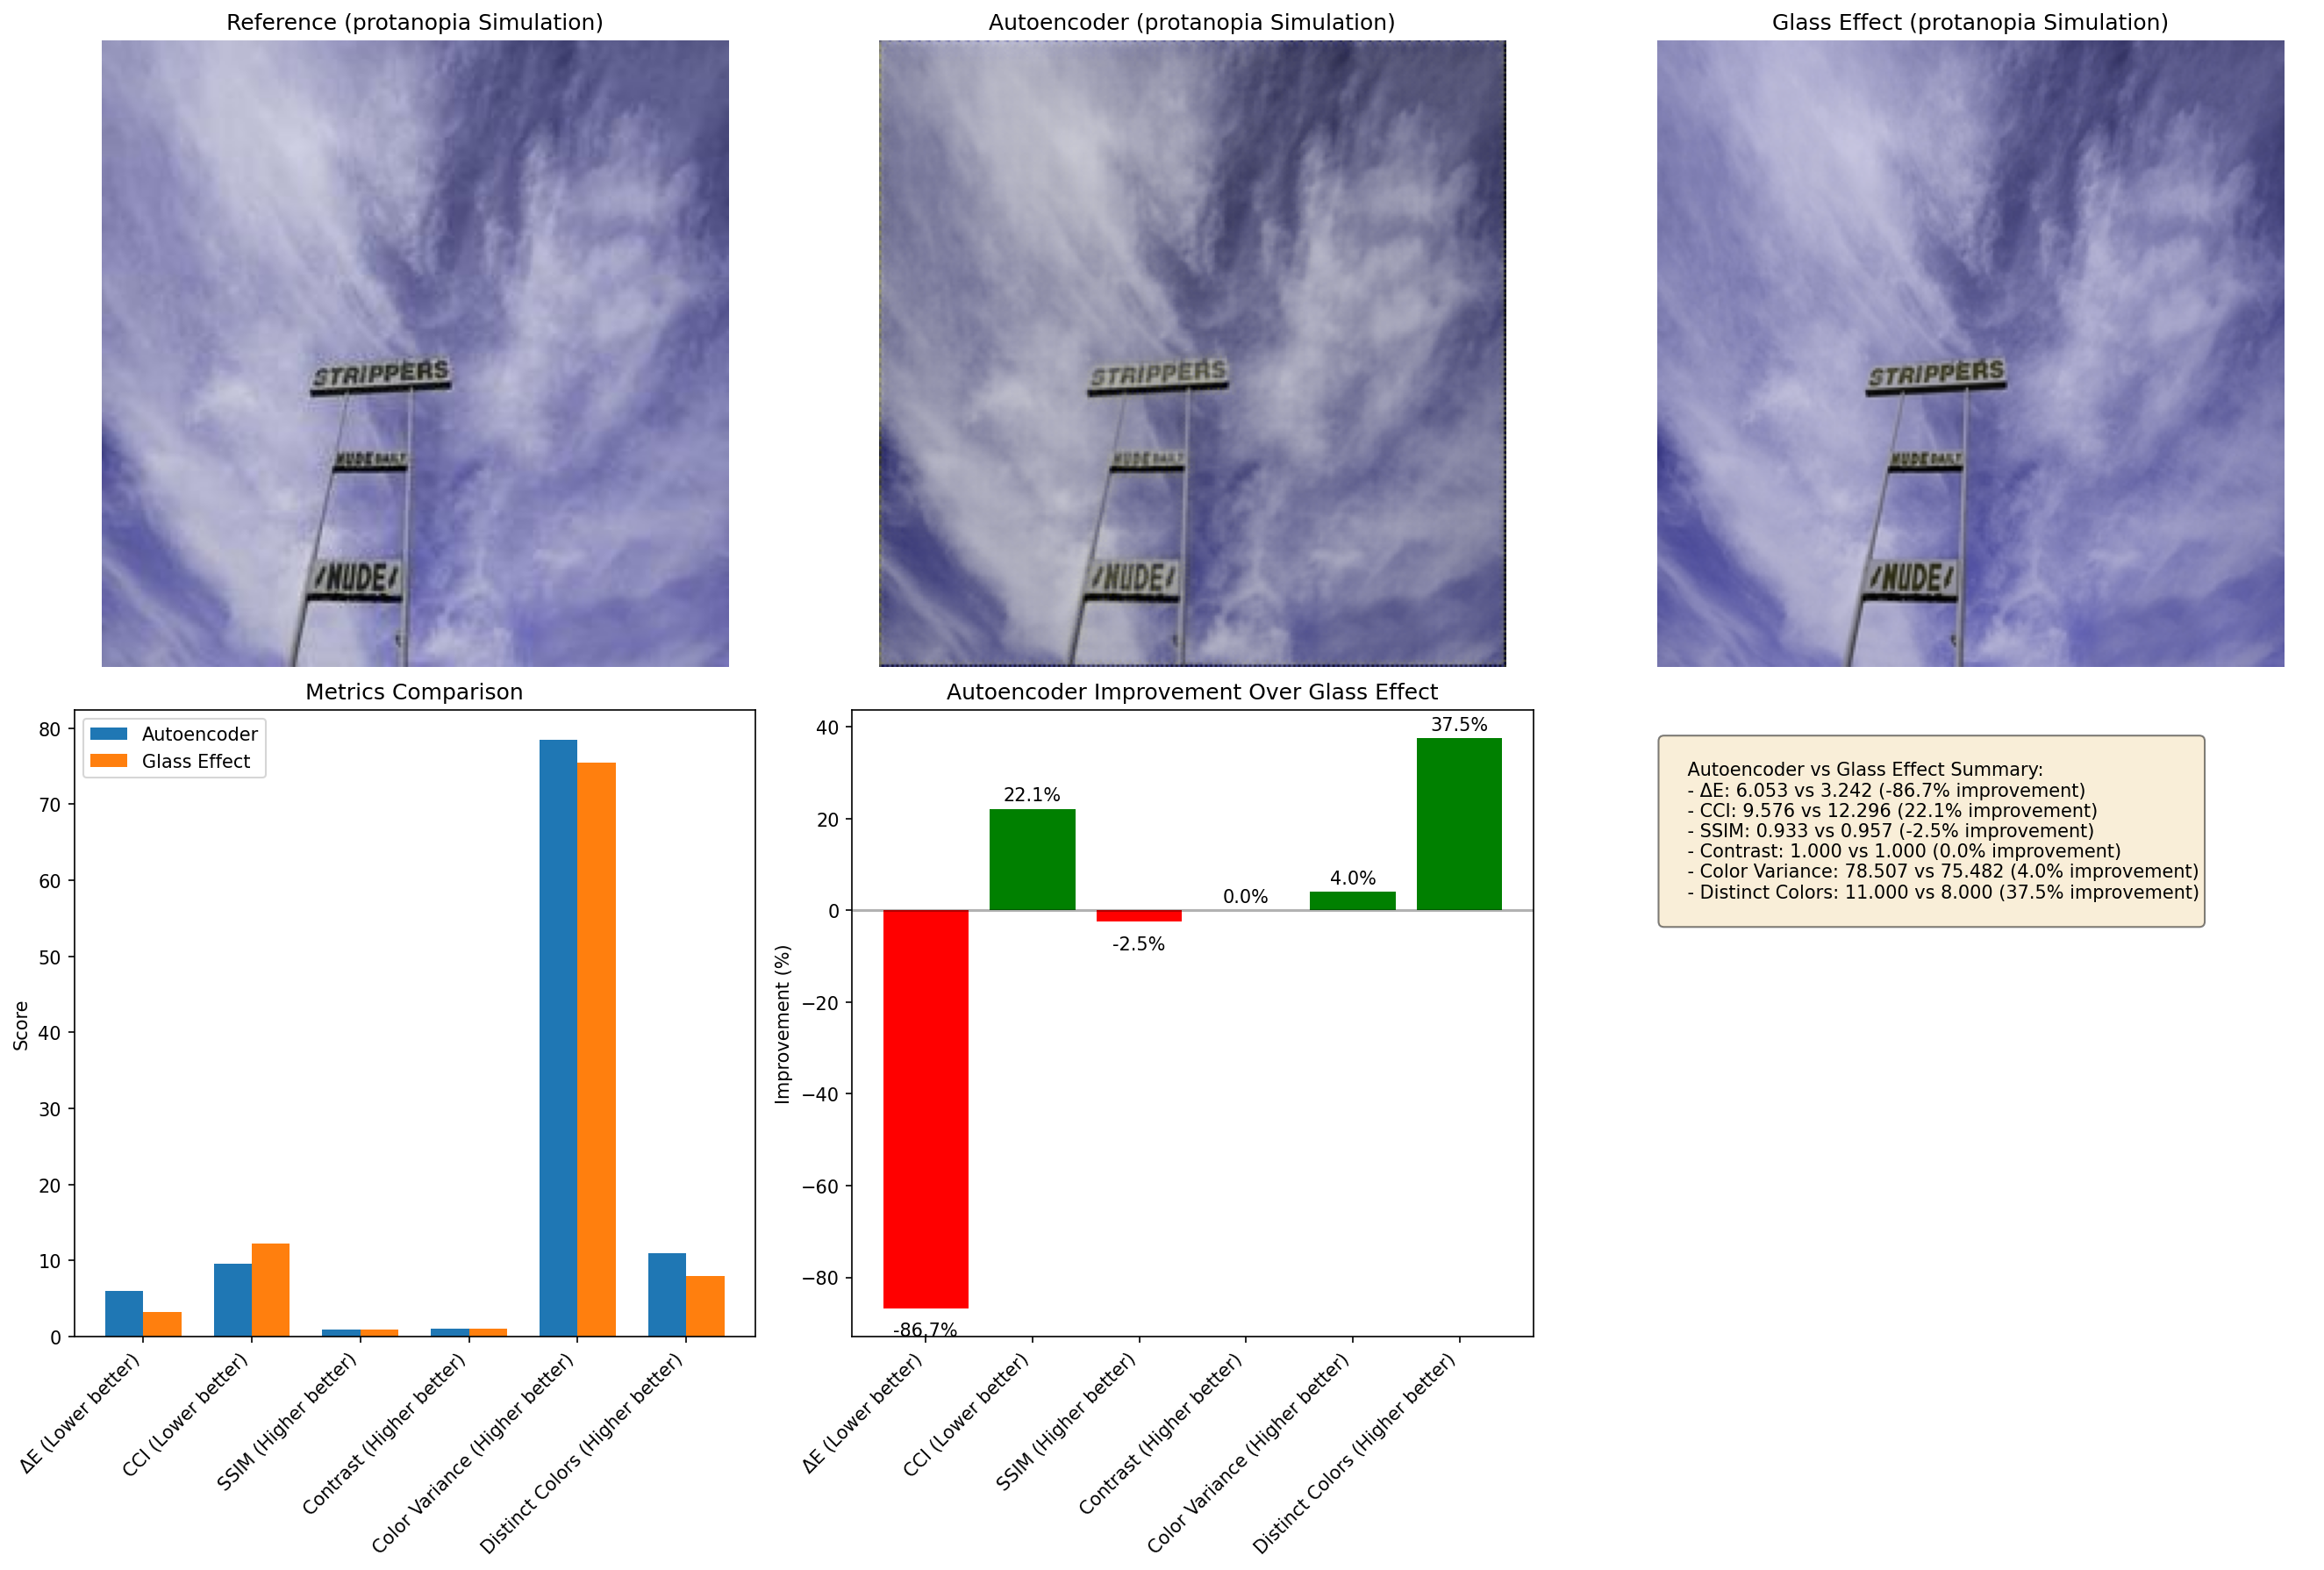 Reference (protanopia Simulation)
Autoencoder (protanopia Simulation)
Glass Effect (protanopia Simulation)
STRIPPERS
NUDE DAILY
/NUDE/
STRIPPERS
NUDE DAILY
/NUDE/
STRIPPERS
NUDE DAILY
/NUDE/
Metrics Comparison
Autoencoder
Glass Effect
Score
80
70
60
50
40
30
20
10
0
ΔE (Lower better)
CCI (Lower better)
SSIM (Higher better)
Contrast (Higher better)
Color Variance (Higher better)
Distinct Colors (Higher better)
Autoencoder Improvement Over Glass Effect
Improvement (%)
40
20
0
−20
−40
−60
−80
-86.7%
22.1%
-2.5%
0.0%
4.0%
37.5%
ΔE (Lower better)
CCI (Lower better)
SSIM (Higher better)
Contrast (Higher better)
Color Variance (Higher better)
Distinct Colors (Higher better)
Autoencoder vs Glass Effect Summary:
- ΔE: 6.053 vs 3.242 (-86.7% improvement)
- CCI: 9.576 vs 12.296 (22.1% improvement)
- SSIM: 0.933 vs 0.957 (-2.5% improvement)
- Contrast: 1.000 vs 1.000 (0.0% improvement)
- Color Variance: 78.507 vs 75.482 (4.0% improvement)
- Distinct Colors: 11.000 vs 8.000 (37.5% improvement)